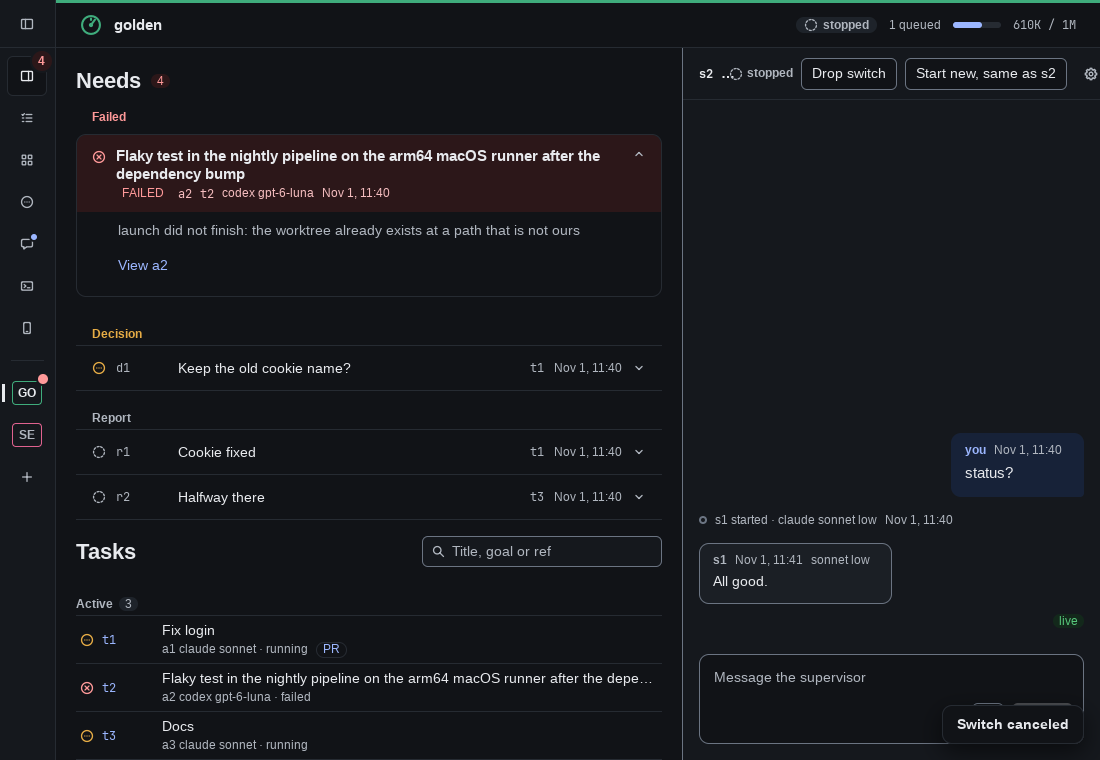 golden
stopped 1 queued 610K / 1M
4
Needs 4
Failed
Flaky test in the nightly pipeline on the arm64 macOS runner after the
dependency bump
FAILED a2 t2 codex gpt-6-luna Nov 1, 11:40
launch did not finish: the worktree already exists at a path that is not ours
View a2
Decision
d1 Keep the old cookie name? t1 Nov 1, 11:40
Report
r1 Cookie fixed t1 Nov 1, 11:40
r2 Halfway there t3 Nov 1, 11:40
Tasks
Title, goal or ref
Active 3
t1 Fix login
a1 claude sonnet · running PR
t2 Flaky test in the nightly pipeline on the arm64 macOS runner after the depe…
a2 codex gpt-6-luna · failed
t3 Docs
a3 claude sonnet · running
GO
SE
s2 … stopped Drop switch Start new, same as s2
you Nov 1, 11:40
status?
s1 started · claude sonnet low Nov 1, 11:40
s1 Nov 1, 11:41 sonnet low
All good.
live
Message the supervisor
Switch canceled